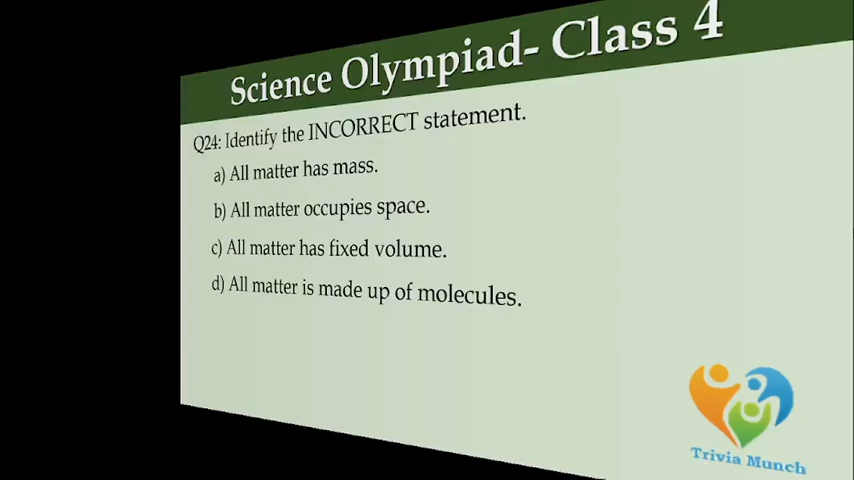 Science Olympiad- Class 4
Q24: Identify the INCORRECT statement.
a) All matter has mass.
b) All matter occupies space.
c) All matter has fixed volume.
d) All matter is made up of molecules.
Trivia Munch